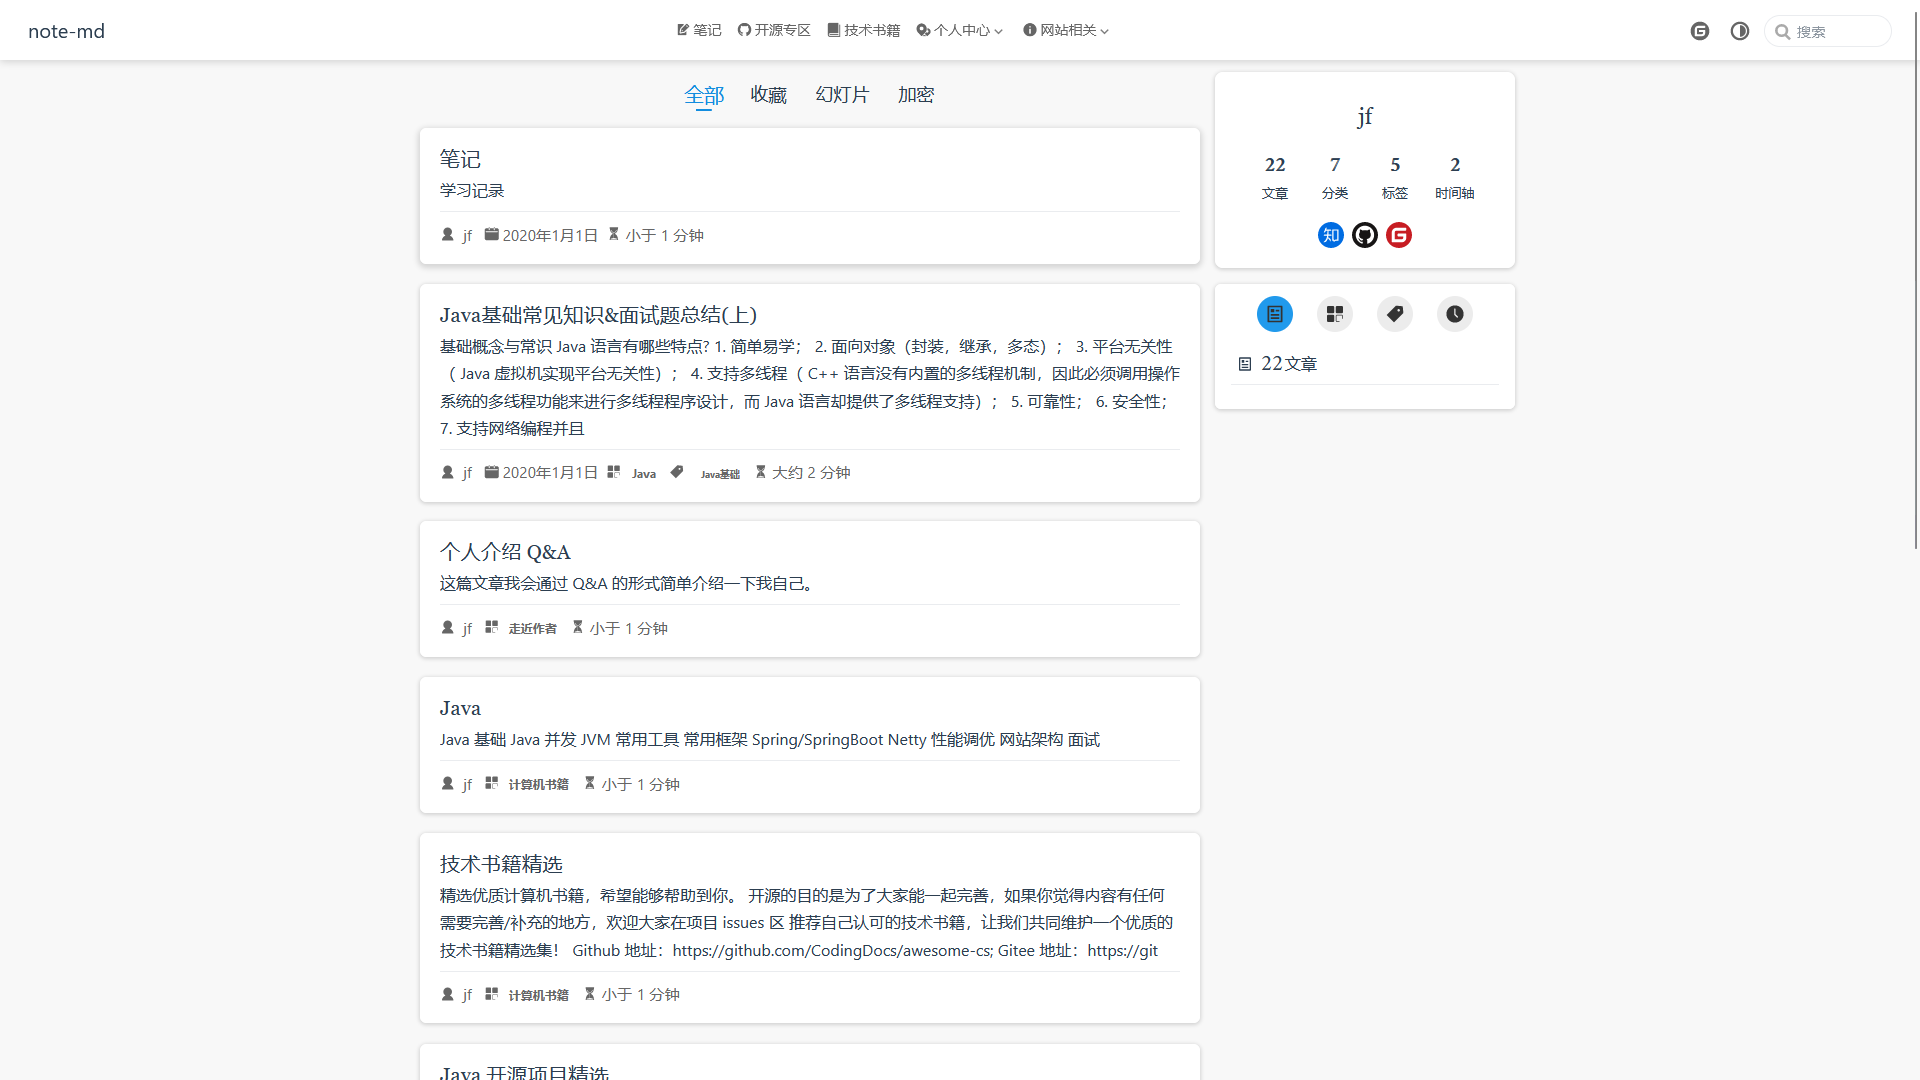 note-md
笔记 开源专区 技术书籍 个人中心 网站相关
搜索
全部 收藏 幻灯片 加密
笔记
学习记录
jf 2020年1月1日 小于 1 分钟
Java基础常见知识&面试题总结(上)
基础概念与常识 Java 语言有哪些特点? 1. 简单易学； 2. 面向对象（封装，继承，多态）； 3. 平台无关性
（ Java 虚拟机实现平台无关性）； 4. 支持多线程（ C++ 语言没有内置的多线程机制，因此必须调用操作
系统的多线程功能来进行多线程程序设计，而 Java 语言却提供了多线程支持）； 5. 可靠性； 6. 安全性；
7. 支持网络编程并且
jf 2020年1月1日 Java Java基础 大约 2 分钟
个人介绍 Q&A
这篇文章我会通过 Q&A 的形式简单介绍一下我自己。
jf 走近作者 小于 1 分钟
Java
Java 基础 Java 并发 JVM 常用工具 常用框架 Spring/SpringBoot Netty 性能调优 网站架构 面试
jf 计算机书籍 小于 1 分钟
技术书籍精选
精选优质计算机书籍，希望能够帮助到你。 开源的目的是为了大家能一起完善，如果你觉得内容有任何
需要完善/补充的地方，欢迎大家在项目 issues 区 推荐自己认可的技术书籍，让我们共同维护一个优质的
技术书籍精选集！ Github 地址：https://github.com/CodingDocs/awesome-cs; Gitee 地址：https://git
jf 计算机书籍 小于 1 分钟
Java 开源项目精选
jf
22 7 5 2
文章 分类 标签 时间轴
知
22 文章